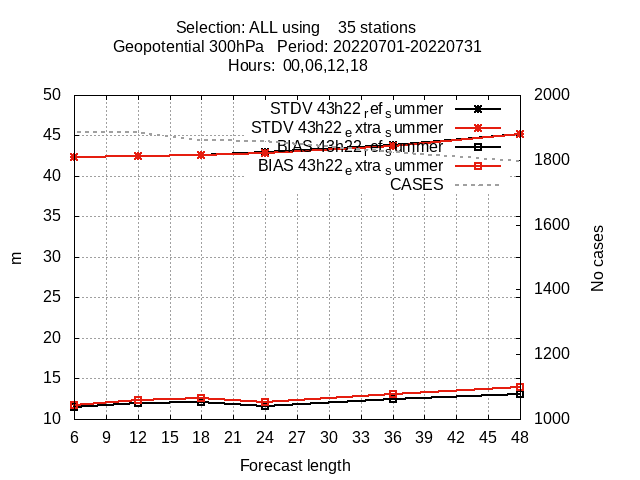 Selection: ALL using    35 stations
Geopotential 300hPa   Period: 20220701-20220731
Hours: 00,06,12,18
50
45
40
35
30
25
20
15
10
m
STDV 43h22_ref_summer
STDV 43h22_extra_summer
BIAS 43h22_ref_summer
BIAS 43h22_extra_summer
CASES
2000
1800
1600
1400
1200
1000
No cases
6 9 12 15 18 21 24 27 30 33 36 39 42 45 48
Forecast length